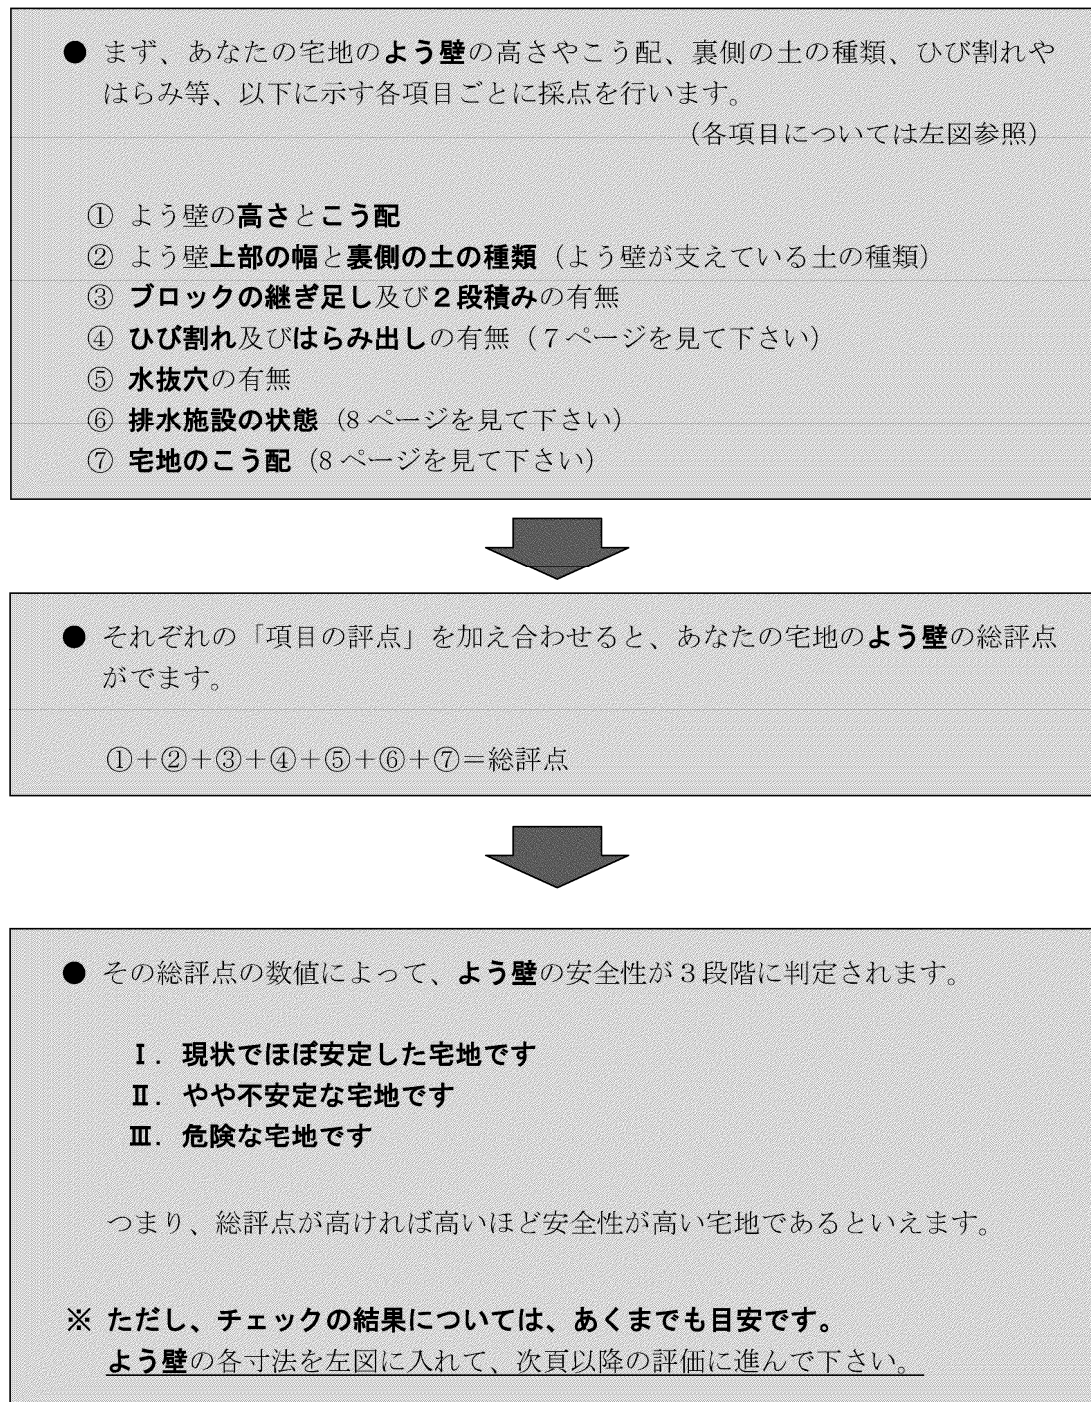 ● まず、あなたの宅地のよう壁の高さやこう配、裏側の土の種類、ひび割れや
はらみ等、以下に示す各項目ごとに採点を行います。
（各項目については左図参照）
① よう壁の高さとこう配
② よう壁上部の幅と裏側の土の種類（よう壁が支えている土の種類）
③ ブロックの継ぎ足し及び２段積みの有無
④ ひび割れ及びはらみ出しの有無（７ページを見て下さい）
⑤ 水抜穴の有無
⑥ 排水施設の状態（8 ページを見て下さい）
⑦ 宅地のこう配（8 ページを見て下さい）
● それぞれの「項目の評点」を加え合わせると、あなたの宅地のよう壁の総評点
がでます。
①＋②＋③＋④＋⑤＋⑥＋⑦＝総評点
● その総評点の数値によって、よう壁の安全性が３段階に判定されます。
Ⅰ．現状でほぼ安定した宅地です
Ⅱ．やや不安定な宅地です
Ⅲ．危険な宅地です
つまり、総評点が高ければ高いほど安全性が高い宅地であるといえます。
※ ただし、チェックの結果については、あくまでも目安です。
よう壁の各寸法を左図に入れて、次頁以降の評価に進んで下さい。